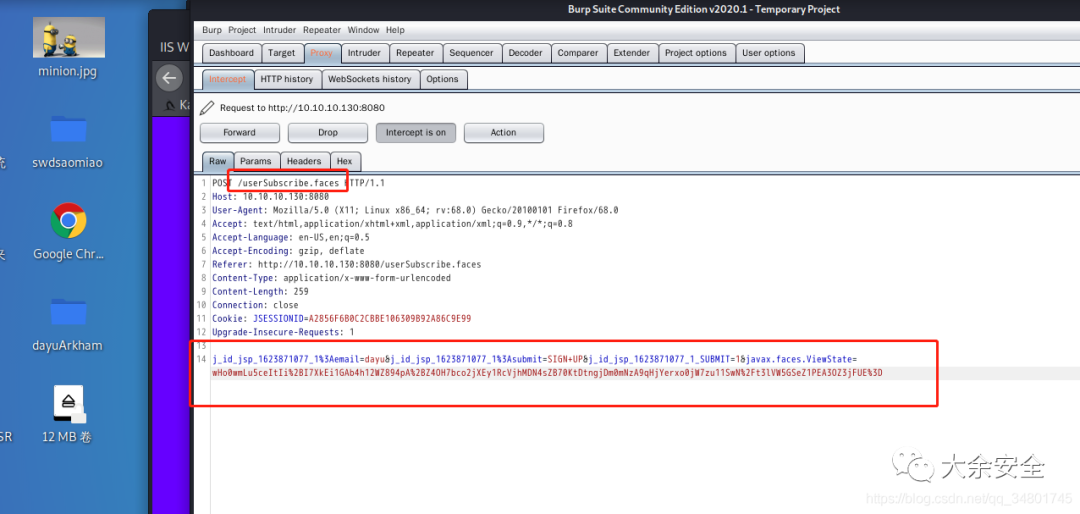 Burp Suite Community Edition v2020.1 - Temporary Project
Burp Project Intruder Repeater Window Help
Dashboard Target Proxy Intruder Repeater Sequencer Decoder Comparer Extender Project options User options
Intercept HTTP history WebSockets history Options
Request to http://10.10.10.130:8080
Forward Drop Intercept is on Action
Raw Params Headers Hex
1 POST /userSubscribe.faces HTTP/1.1
2 Host: 10.10.10.130:8080
3 User-Agent: Mozilla/5.0 (X11; Linux x86_64; rv:68.0) Gecko/20100101 Firefox/68.0
4 Accept: text/html,application/xhtml+xml,application/xml;q=0.9,*/*;q=0.8
5 Accept-Language: en-US,en;q=0.5
6 Accept-Encoding: gzip, deflate
7 Referer: http://10.10.10.130:8080/userSubscribe.faces
8 Content-Type: application/x-www-form-urlencoded
9 Content-Length: 259
10 Connection: close
11 Cookie: JSESSIONID=A2856F6B0C2CBBE106309B92A86C9E99
12 Upgrade-Insecure-Requests: 1
13
14 j_id_jsp_1623871077_1%3Aemail=dayu&j_id_jsp_1623871077_1%3Asubmit=SIGN+UP&j_id_jsp_1623871077_1_SUBMIT=1&javax.faces.ViewState=
wHo0wmLu5ceItIi%2BI7XkEi1GAb4h12WZ894pA%2BZ4OH7bco2jXEy1RcVjhMDN4sZB70KtDtngjDm0mNzA9qHjYerxo0jW7zu11SwN%2Ft3lVW5GSeZ1PEA3OZ3jFUE%3D
minion.jpg
swdsaomiao
Google Chr...
dayuArkham
12 MB 卷
IIS W
Ka
SR
大余安全
https://blog.csdn.net/qq_34801745